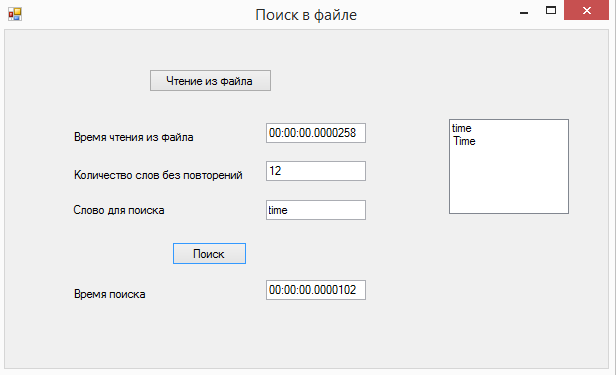 Поиск в файле
Чтение из файла
Время чтения из файла 00:00:00.0000258
Количество слов без повторений 12
Слово для поиска time
Поиск
Время поиска 00:00:00.0000102
time
Time